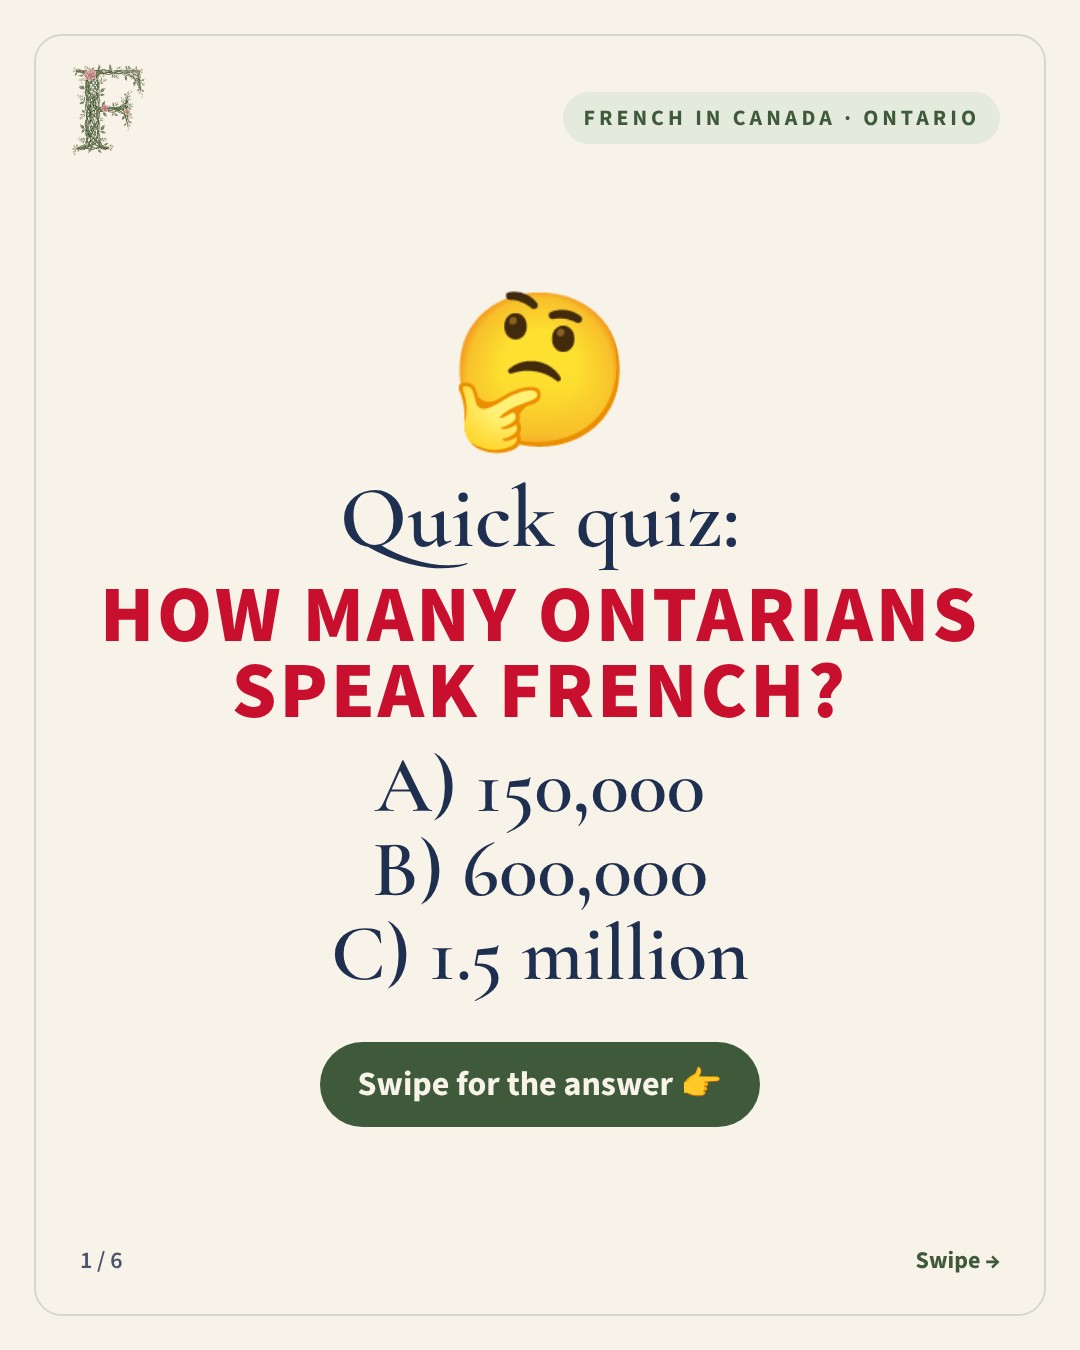 F
FRENCH IN CANADA · ONTARIO
Quick quiz:
HOW MANY ONTARIANS
SPEAK FRENCH?
A) 150,000
B) 600,000
C) 1.5 million
Swipe for the answer 👉
1 / 6
Swipe →